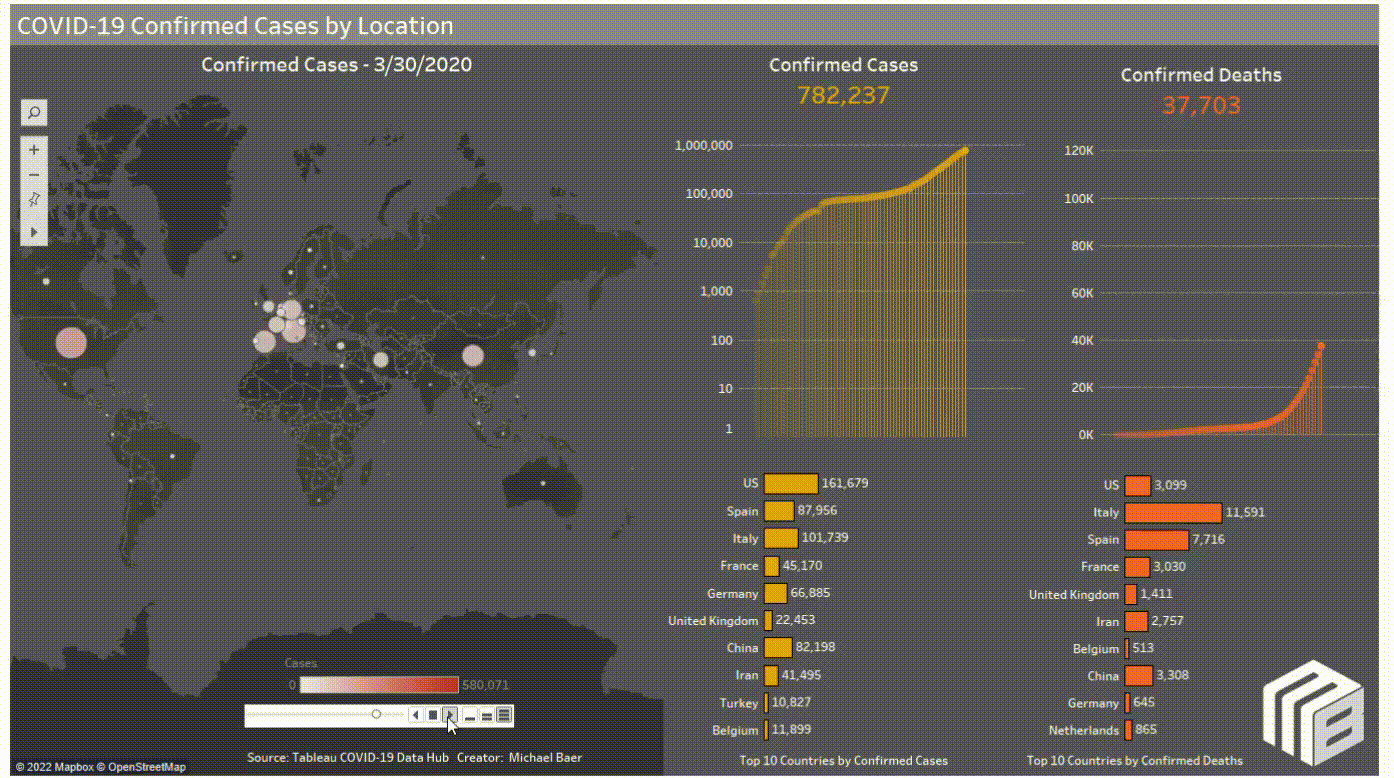 COVID-19 Confirmed Cases by Location
Confirmed Cases - 3/30/2020
Confirmed Cases
782,237
Confirmed Deaths
37,703
1,000,000
100,000
10,000
1,000
100
10
1
120K
100K
80K
60K
40K
20K
0K
US 161,679
Spain 87,956
Italy 101,739
France 45,170
Germany 66,885
United Kingdom 22,453
China 82,198
Iran 41,495
Turkey 10,827
Belgium 11,899
Top 10 Countries by Confirmed Cases
US 3,099
Italy 11,591
Spain 7,716
France 3,030
United Kingdom 1,411
Iran 2,757
Belgium 513
China 3,308
Germany 645
Netherlands 865
Top 10 Countries by Confirmed Deaths
Cases
0 580,071
Source: Tableau COVID-19 Data Hub Creator: Michael Baer
© 2022 Mapbox © OpenStreetMap